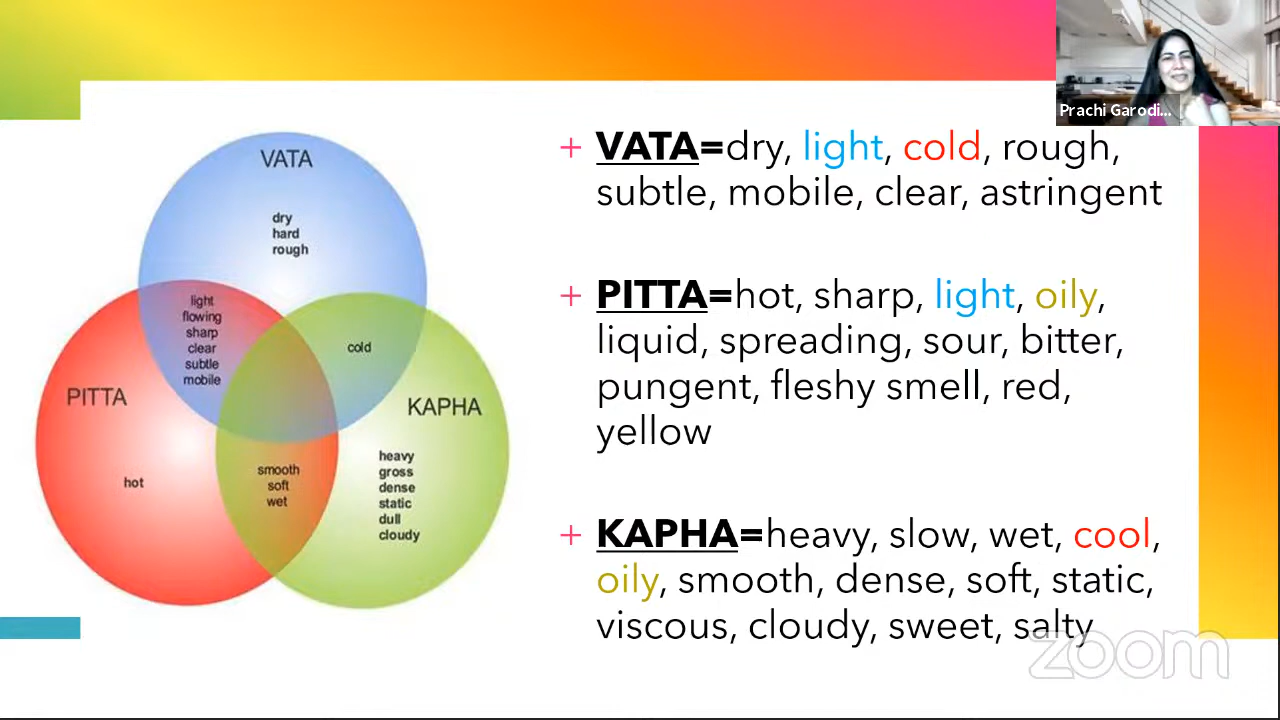 Prachi Garodi...
VATA
dry
hard
rough
light
flowing
sharp
clear
subtle
mobile
cold
PITTA
KAPHA
hot
smooth
soft
wet
heavy
gross
dense
static
dull
cloudy
+ VATA=dry, light, cold, rough,
subtle, mobile, clear, astringent
+ PITTA=hot, sharp, light, oily,
liquid, spreading, sour, bitter,
pungent, fleshy smell, red,
yellow
+ KAPHA=heavy, slow, wet, cool,
oily, smooth, dense, soft, static,
viscous, cloudy, sweet, salty
zoom